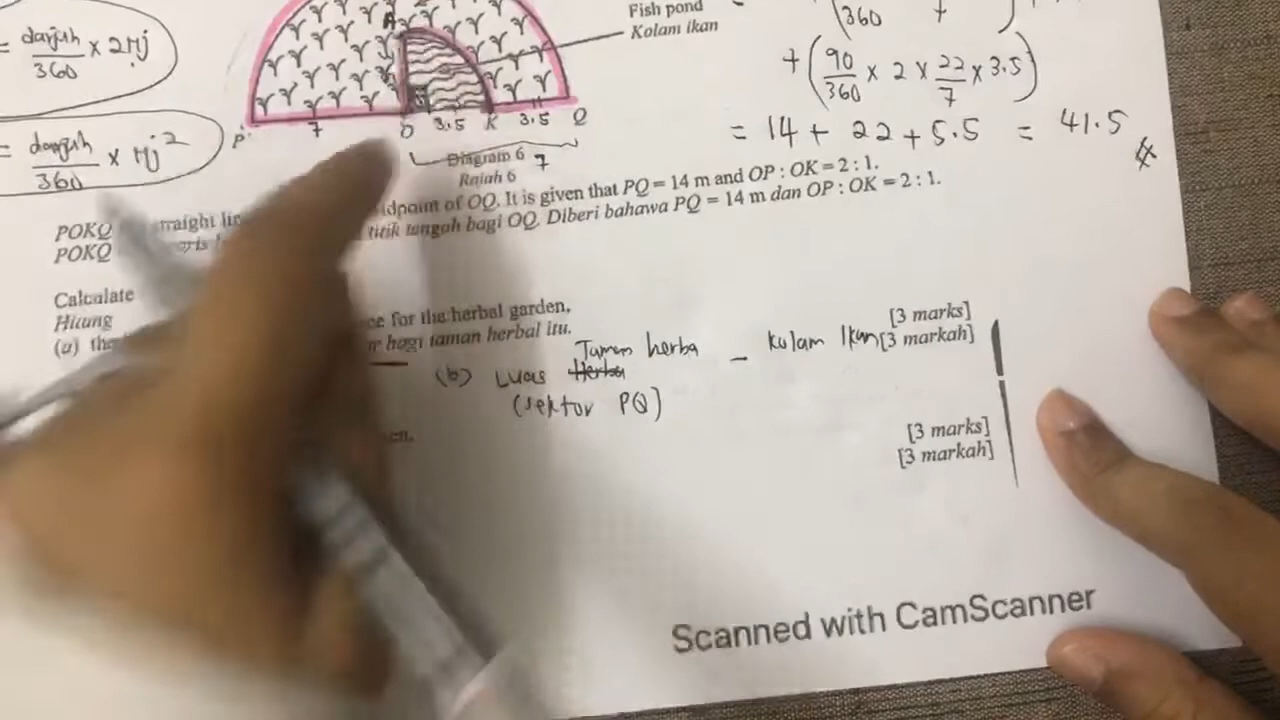 = darjah/360 × 2πj
= darjah/360 × πj²
Fish pond
Kolam ikan
A
P
7
O
3.5
K
3.5
Q
7
Diagram 6
Rajah 6
360
+ (90/360 × 2 × 22/7 × 3.5)
= 14 + 22 + 5.5 = 41.5
POKQ straight idpoint of OQ. It is given that PQ = 14 m and OP : OK = 2 : 1.
POKQ titik tengah bagi OQ. Diberi bahawa PQ = 14 m dan OP : OK = 2 : 1.
Calculate
Hitung
(a) the for the herbal garden,
bagi taman herbal itu.
[3 marks]
[3 markah]
(b) Luas Herba Taman herba – kolam Ikan
(sektor PQ)
[3 marks]
[3 markah]
Scanned with CamScanner